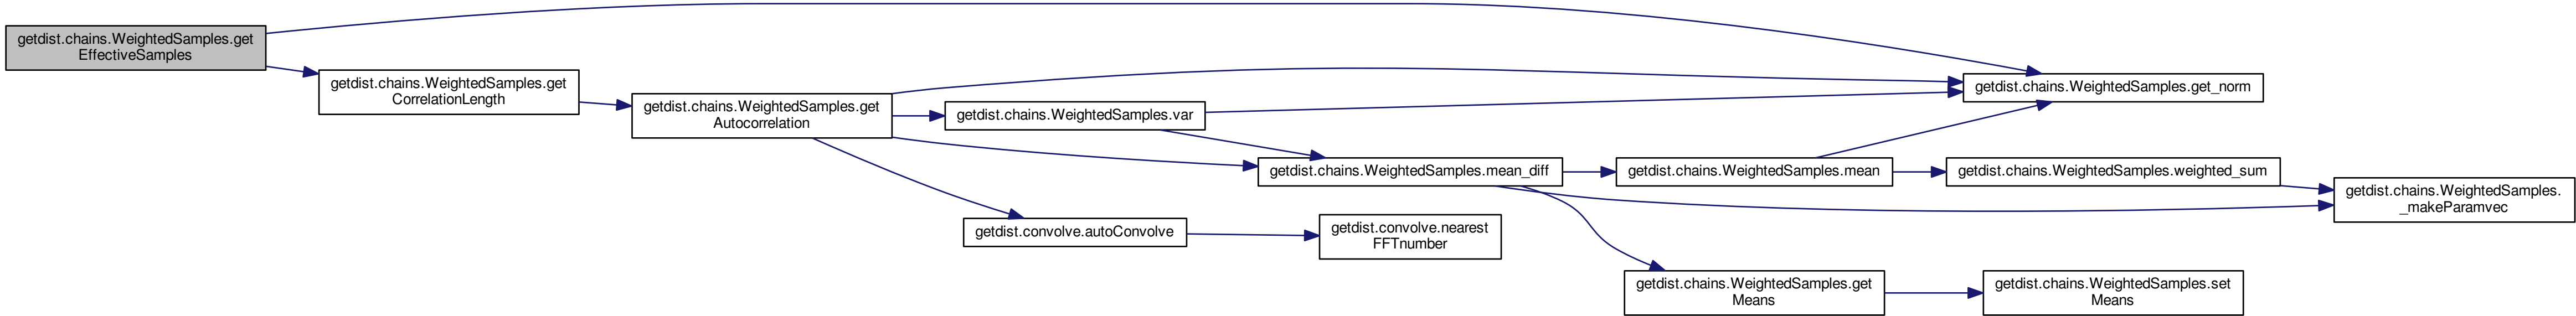 getdist.chains.WeightedSamples.get
EffectiveSamples
getdist.chains.WeightedSamples.get
CorrelationLength
getdist.chains.WeightedSamples.get
Autocorrelation
getdist.chains.WeightedSamples.var
getdist.convolve.autoConvolve
getdist.chains.WeightedSamples.mean_diff
getdist.convolve.nearest
FFTnumber
getdist.chains.WeightedSamples.mean
getdist.chains.WeightedSamples.get
Means
getdist.chains.WeightedSamples.get_norm
getdist.chains.WeightedSamples.weighted_sum
getdist.chains.WeightedSamples.set
Means
getdist.chains.WeightedSamples.
_makeParamvec